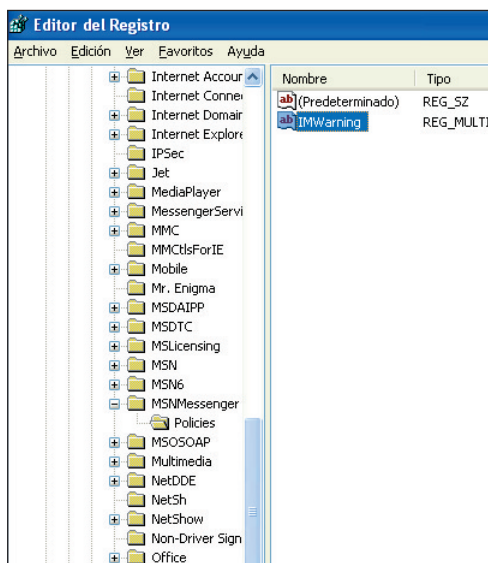 Editor del Registro
Archivo Edición Ver Favoritos Ayuda
Internet Accour
Internet Conne
Internet Domair
Internet Explore
IPSec
Jet
MediaPlayer
MessengerServi
MMC
MMCtlsForIE
Mobile
Mr. Enigma
MSDAIPP
MSDTC
MSLicensing
MSN
MSN6
MSNMessenger
Policies
MSOSOAP
Multimedia
NetDDE
NetSh
NetShow
Non-Driver Sign
Office
Nombre Tipo
ab (Predeterminado) REG_SZ
ab IMWarning REG_MULTI